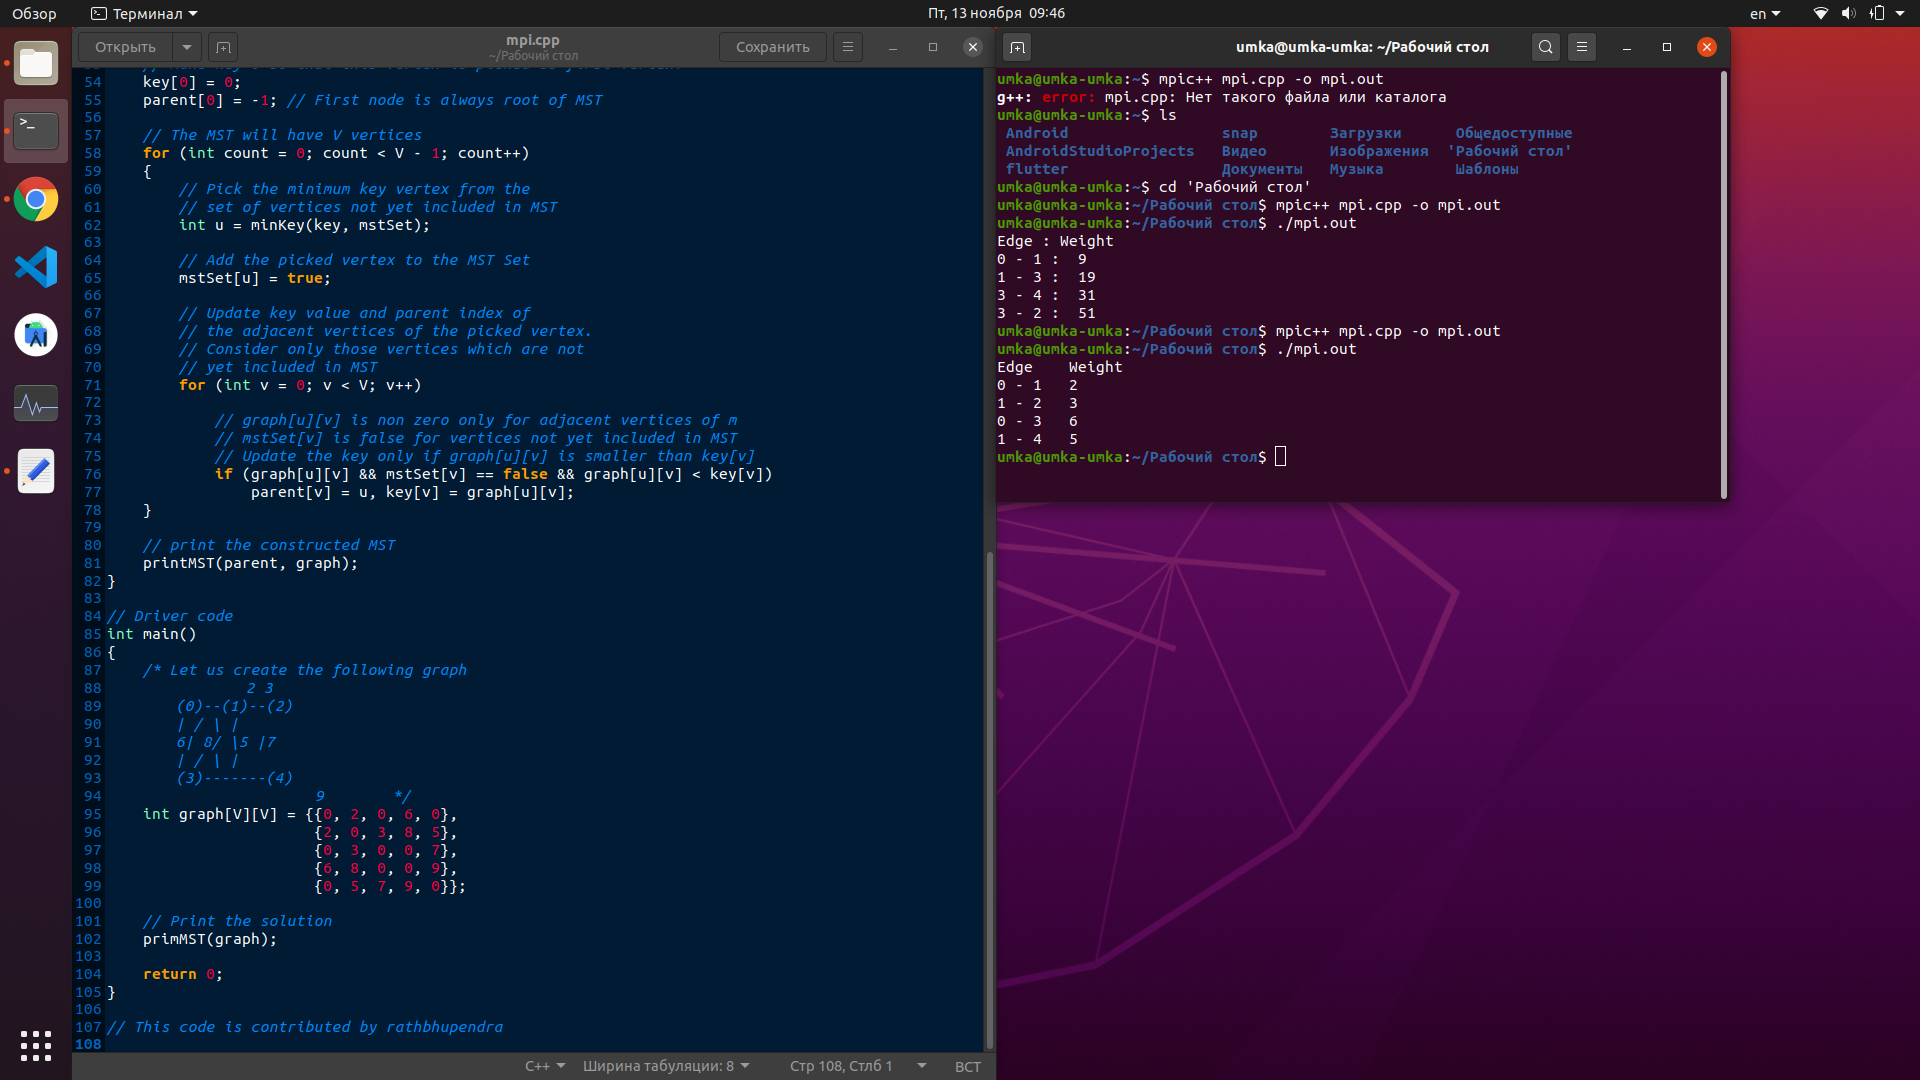 Обзор
Терминал
Пт, 13 ноября 09:46
en
Открыть
mpi.cpp
~/Рабочий стол
Сохранить
54 key[0] = 0;
55 parent[0] = -1; // First node is always root of MST
56
57 // The MST will have V vertices
58 for (int count = 0; count < V - 1; count++)
59 {
60 // Pick the minimum key vertex from the
61 // set of vertices not yet included in MST
62 int u = minKey(key, mstSet);
63
64 // Add the picked vertex to the MST Set
65 mstSet[u] = true;
66
67 // Update key value and parent index of
68 // the adjacent vertices of the picked vertex.
69 // Consider only those vertices which are not
70 // yet included in MST
71 for (int v = 0; v < V; v++)
72
73 // graph[u][v] is non zero only for adjacent vertices of m
74 // mstSet[v] is false for vertices not yet included in MST
75 // Update the key only if graph[u][v] is smaller than key[v]
76 if (graph[u][v] && mstSet[v] == false && graph[u][v] < key[v])
77 parent[v] = u, key[v] = graph[u][v];
78 }
79
80 // print the constructed MST
81 printMST(parent, graph);
82 }
83
84 // Driver code
85 int main()
86 {
87 /* Let us create the following graph
88 2 3
89 (0)--(1)--(2)
90 | / \ |
91 6| 8/ \5 |7
92 | / \ |
93 (3)-------(4)
94 9 */
95 int graph[V][V] = {{0, 2, 0, 6, 0},
96 {2, 0, 3, 8, 5},
97 {0, 3, 0, 0, 7},
98 {6, 8, 0, 0, 9},
99 {0, 5, 7, 9, 0}};
100
101 // Print the solution
102 primMST(graph);
103
104 return 0;
105 }
106
107 // This code is contributed by rathbhupendra
108
C++
Ширина табуляции: 8
Стр 108, Стлб 1
ВСТ
umka@umka-umka: ~/Рабочий стол
umka@umka-umka:~$ mpic++ mpi.cpp -o mpi.out
g++: error: mpi.cpp: Нет такого файла или каталога
umka@umka-umka:~$ ls
Android snap Загрузки Общедоступные
AndroidStudioProjects Видео Изображения 'Рабочий стол'
flutter Документы Музыка Шаблоны
umka@umka-umka:~$ cd 'Рабочий стол'
umka@umka-umka:~/Рабочий стол$ mpic++ mpi.cpp -o mpi.out
umka@umka-umka:~/Рабочий стол$ ./mpi.out
Edge : Weight
0 - 1 : 9
1 - 3 : 19
3 - 4 : 31
3 - 2 : 51
umka@umka-umka:~/Рабочий стол$ mpic++ mpi.cpp -o mpi.out
umka@umka-umka:~/Рабочий стол$ ./mpi.out
Edge Weight
0 - 1 2
1 - 2 3
0 - 3 6
1 - 4 5
umka@umka-umka:~/Рабочий стол$